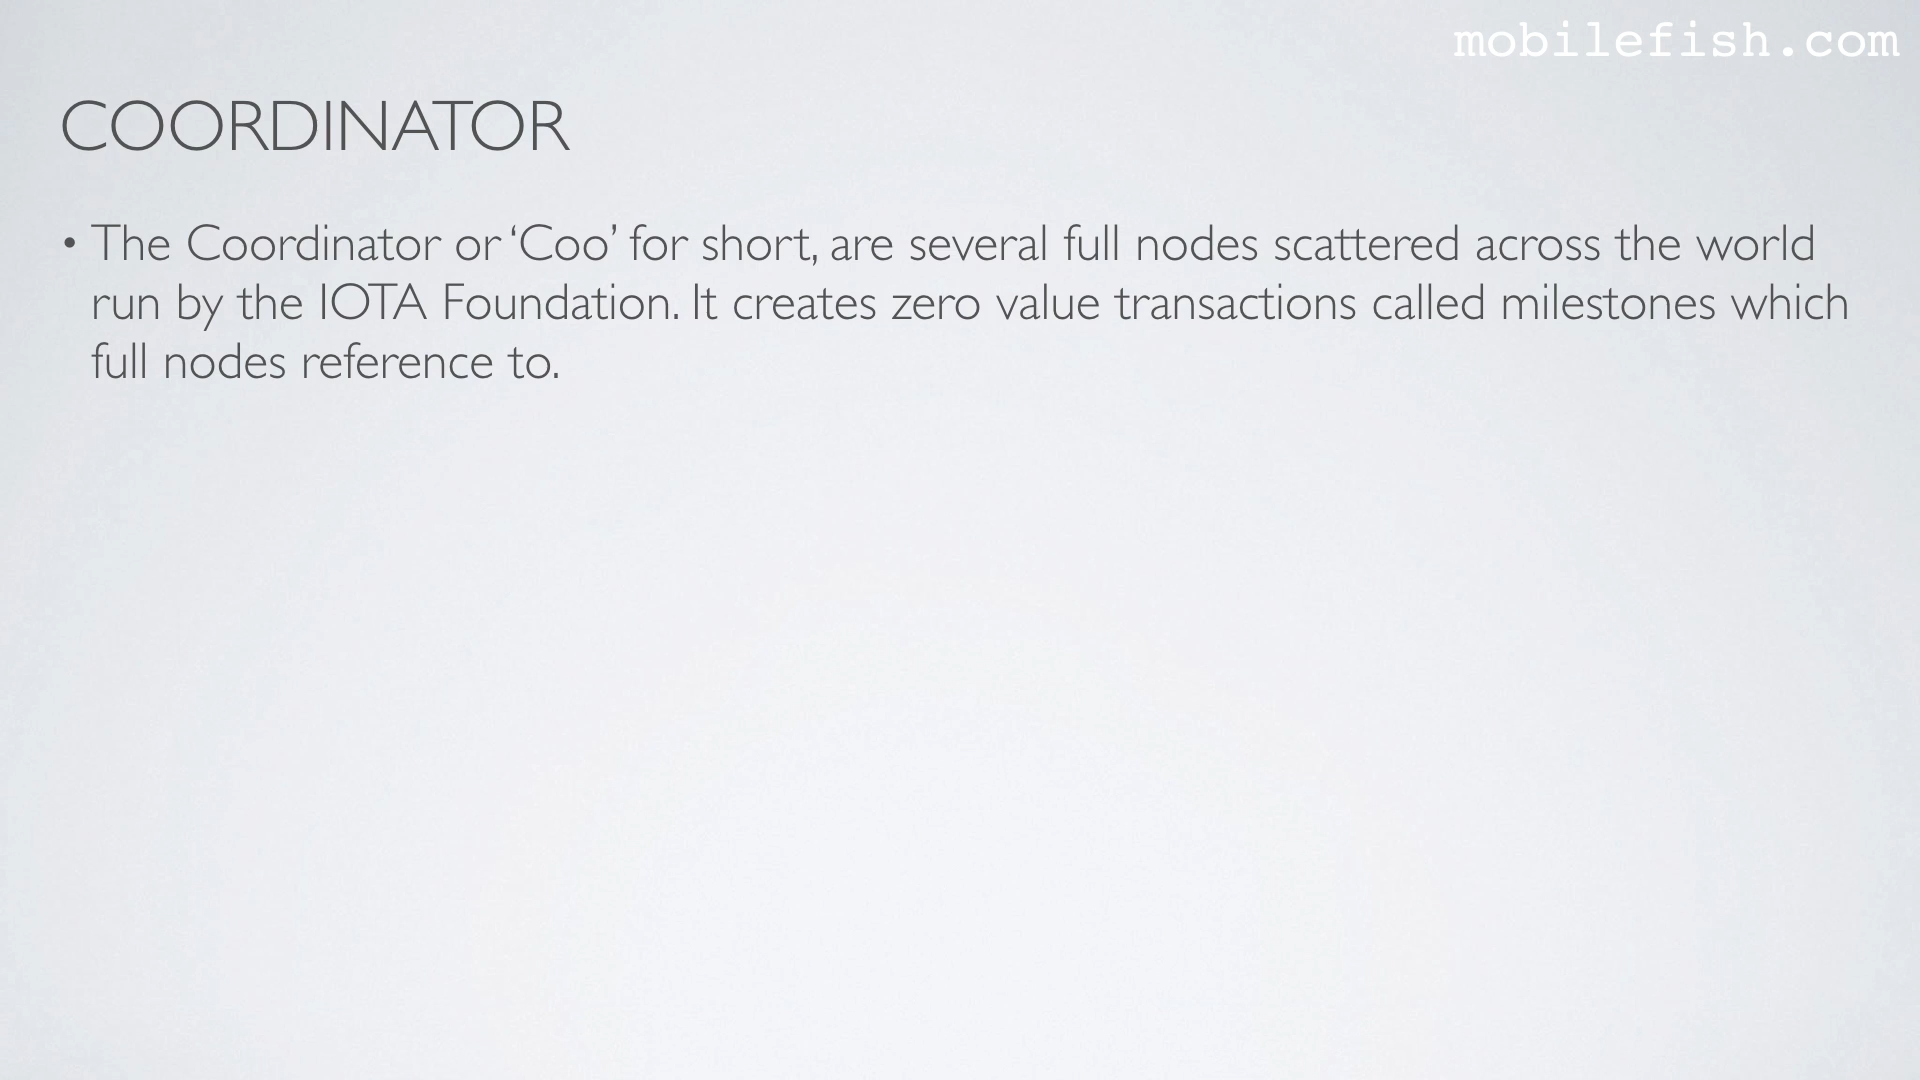 mobilefish.com
COORDINATOR
• The Coordinator or ‘Coo’ for short, are several full nodes scattered across the world
run by the IOTA Foundation. It creates zero value transactions called milestones which
full nodes reference to.